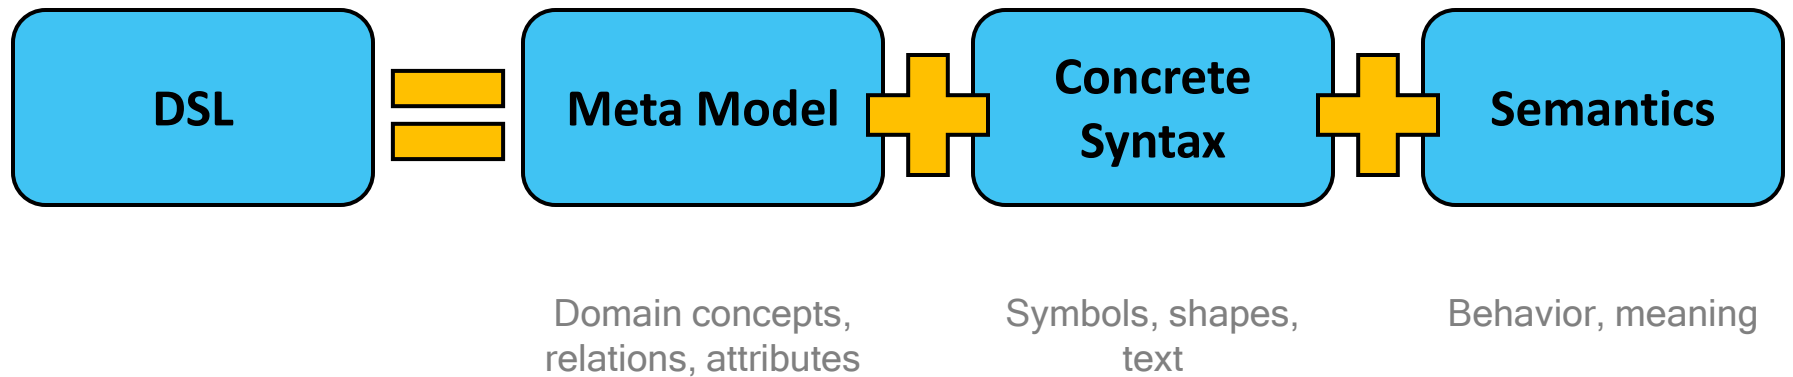 DSL
Meta Model
Concrete
Syntax
Semantics
Domain concepts,
relations, attributes
Symbols, shapes,
text
Behavior, meaning